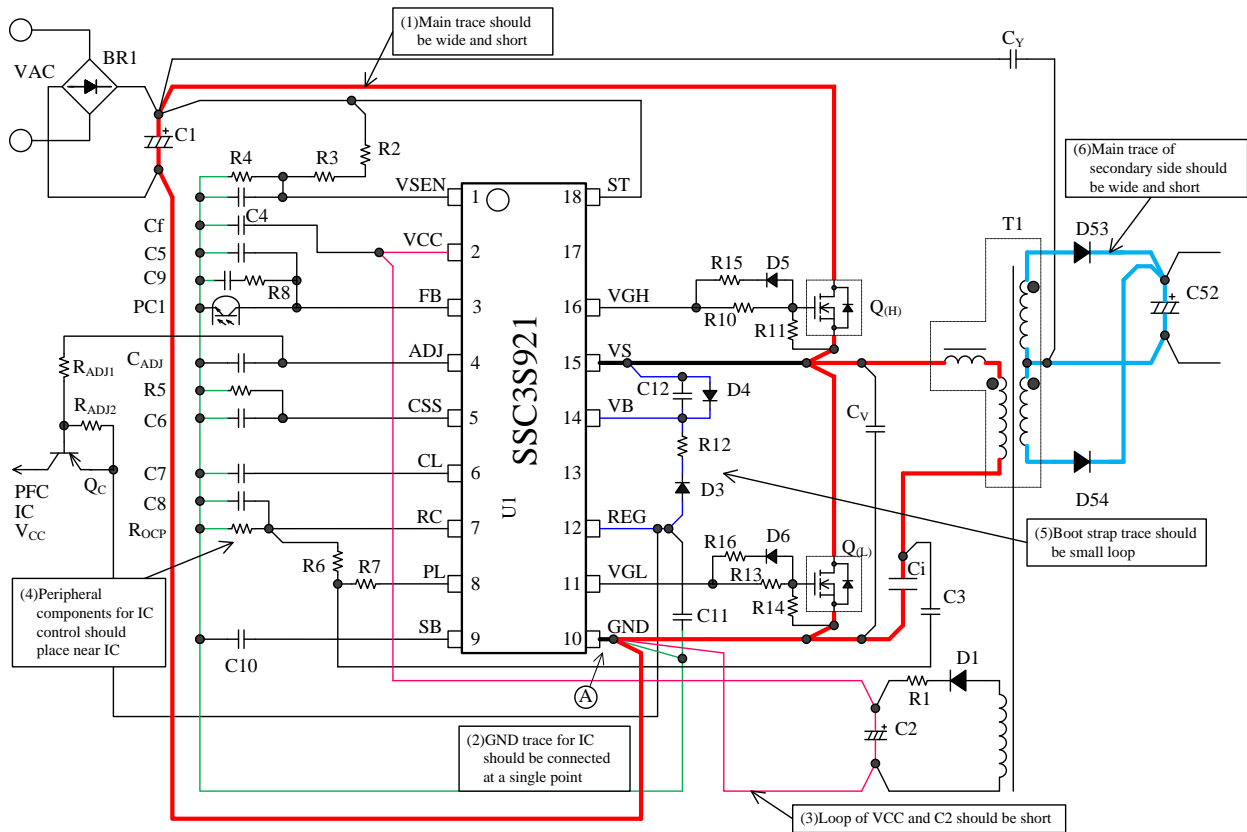 (1)Main trace should
be wide and short
CY
VAC
BR1
C1
R2
R4
R3
VSEN
1
18
ST
(6)Main trace of
secondary side should
be wide and short
Cf
C4
VCC
2
17
T1
D53
C5
C9
R8
R15
D5
Q(H)
C52
PC1
FB
3
16
VGH
R10
R11
CADJ
ADJ
4
15
VS
RADJ1
R5
C12
D4
RADJ2
C6
CSS
5
14
VB
CV
SSC3S921
U1
R12
C7
CL
6
13
QC
PFC
IC
VCC
C8
D3
D54
ROCP
RC
7
12
REG
(5)Boot strap trace should
be small loop
R6
R7
R16
D6
Q(L)
PL
8
11
VGL
R13
R14
Ci
C3
(4)Peripheral
components for IC
control should
place near IC
C11
SB
9
10
GND
C10
A
D1
R1
C2
(2)GND trace for IC
should be connected
at a single point
(3)Loop of VCC and C2 should be short